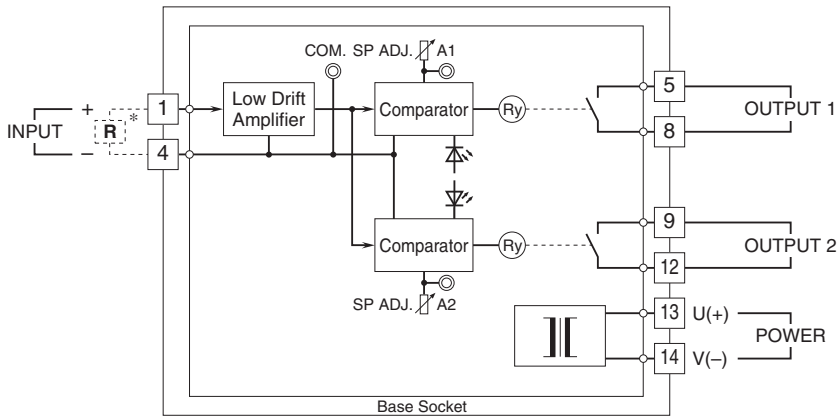 COM. SP ADJ. A1
INPUT
+
–
R *
1
4
Low Drift
Amplifier
Comparator
Ry
5
8
OUTPUT 1
Comparator
Ry
9
12
OUTPUT 2
SP ADJ. A2
13 U(+)
14 V(–)
POWER
Base Socket